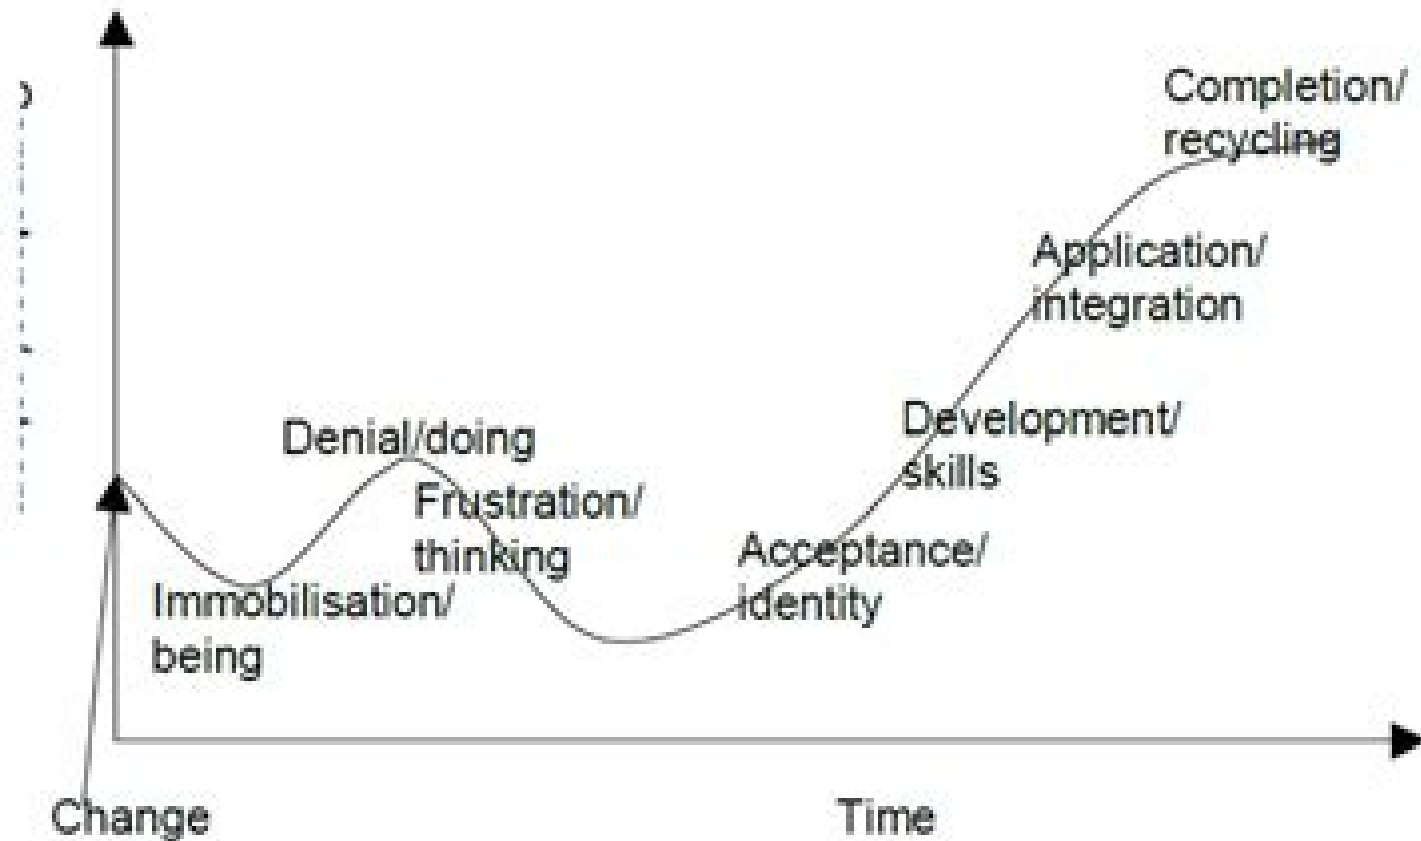 Completion/
recycling
Application/
integration
Denial/doing
Development/
skills
Frustration/
thinking
Acceptance/
identity
Immobilisation/
being
Change
Time